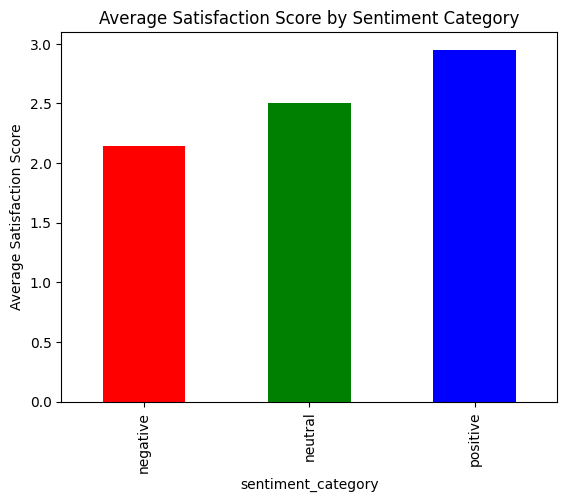 Average Satisfaction Score by Sentiment Category
Average Satisfaction Score
3.0
2.5
2.0
1.5
1.0
0.5
0.0
negative
neutral
positive
sentiment_category